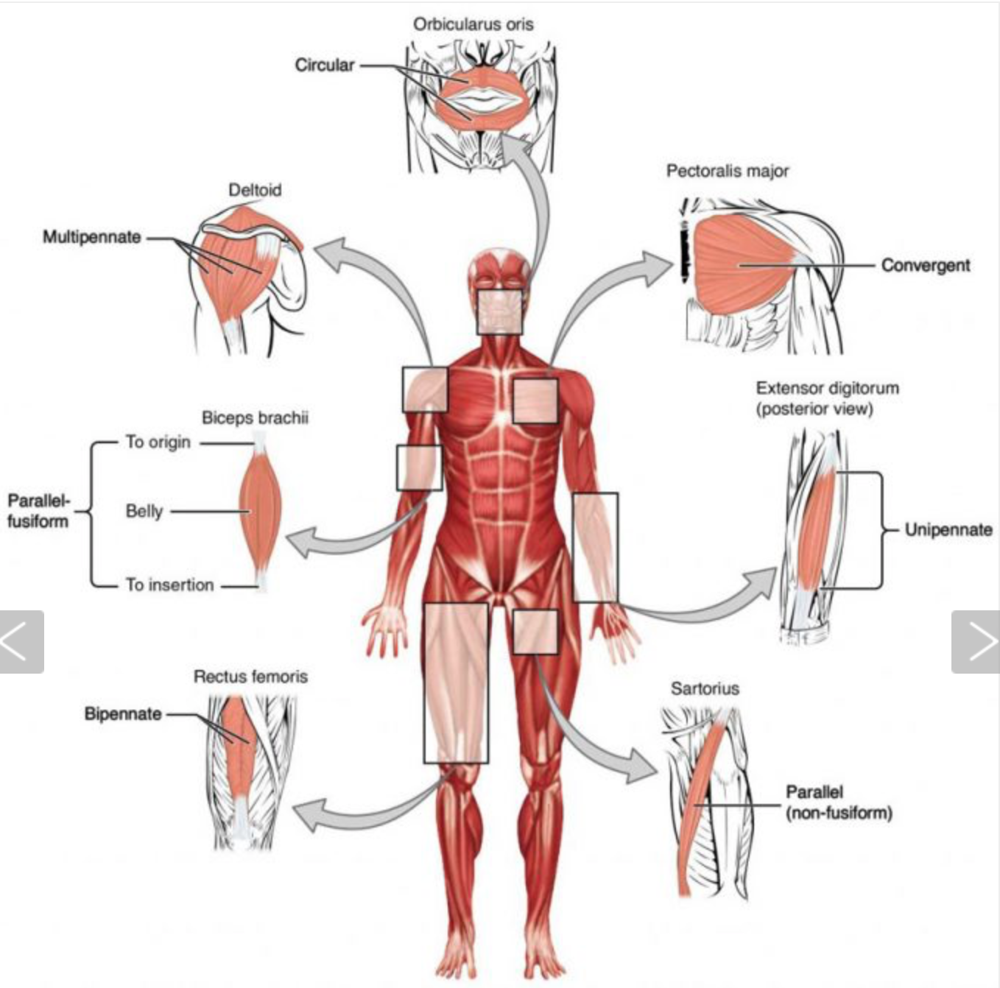 Orbicularus oris
Circular
Pectoralis major
Deltoid
Multipennate
Convergent
Extensor digitorum
(posterior view)
Biceps brachii
To origin
Parallel-
fusiform
Belly
To insertion
Unipennate
Rectus femoris
Bipennate
Sartorius
Parallel
(non-fusiform)